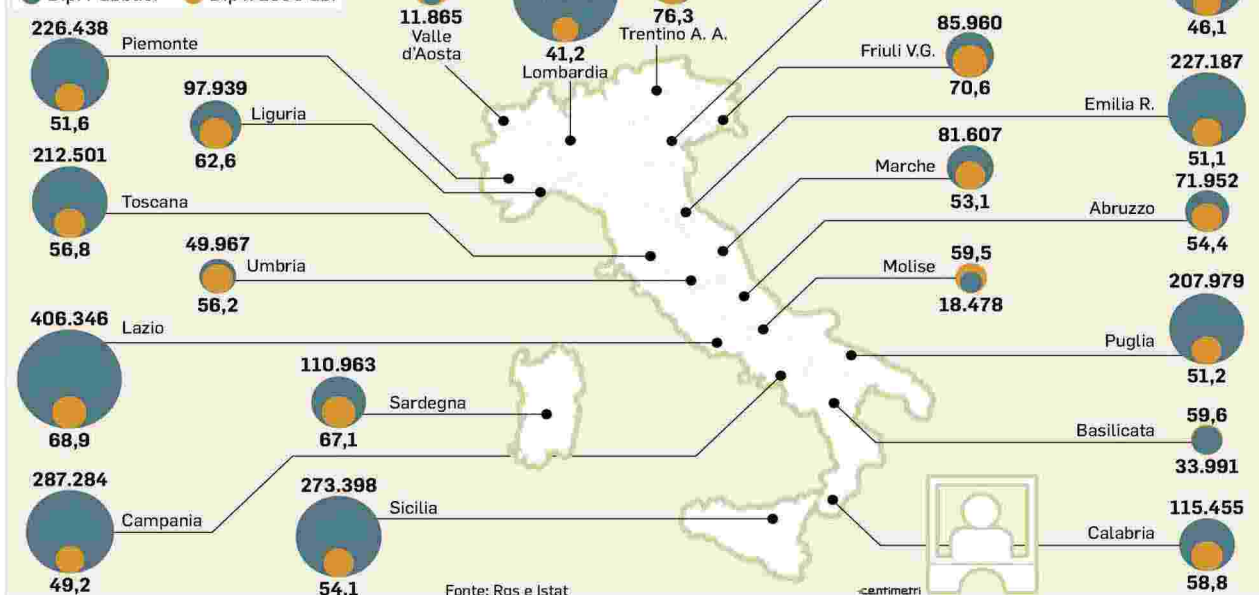 226.438
Piemonte
51,6
97.939
Liguria
62,6
11.865
Valle
d'Aosta
41,2
Lombardia
76,3
Trentino A. A.
85.960
Friuli V.G.
70,6
46,1
227.187
Emilia R.
51,1
212.501
Toscana
56,8
81.607
Marche
53,1
71.952
Abruzzo
54,4
49.967
Umbria
56,2
59,5
Molise
18.478
406.346
Lazio
68,9
207.979
Puglia
51,2
110.963
Sardegna
67,1
59,6
Basilicata
33.991
287.284
Campania
49,2
273.398
Sicilia
54,1
115.455
Calabria
58,8
Fonte: Rgs e Istat
centimetri